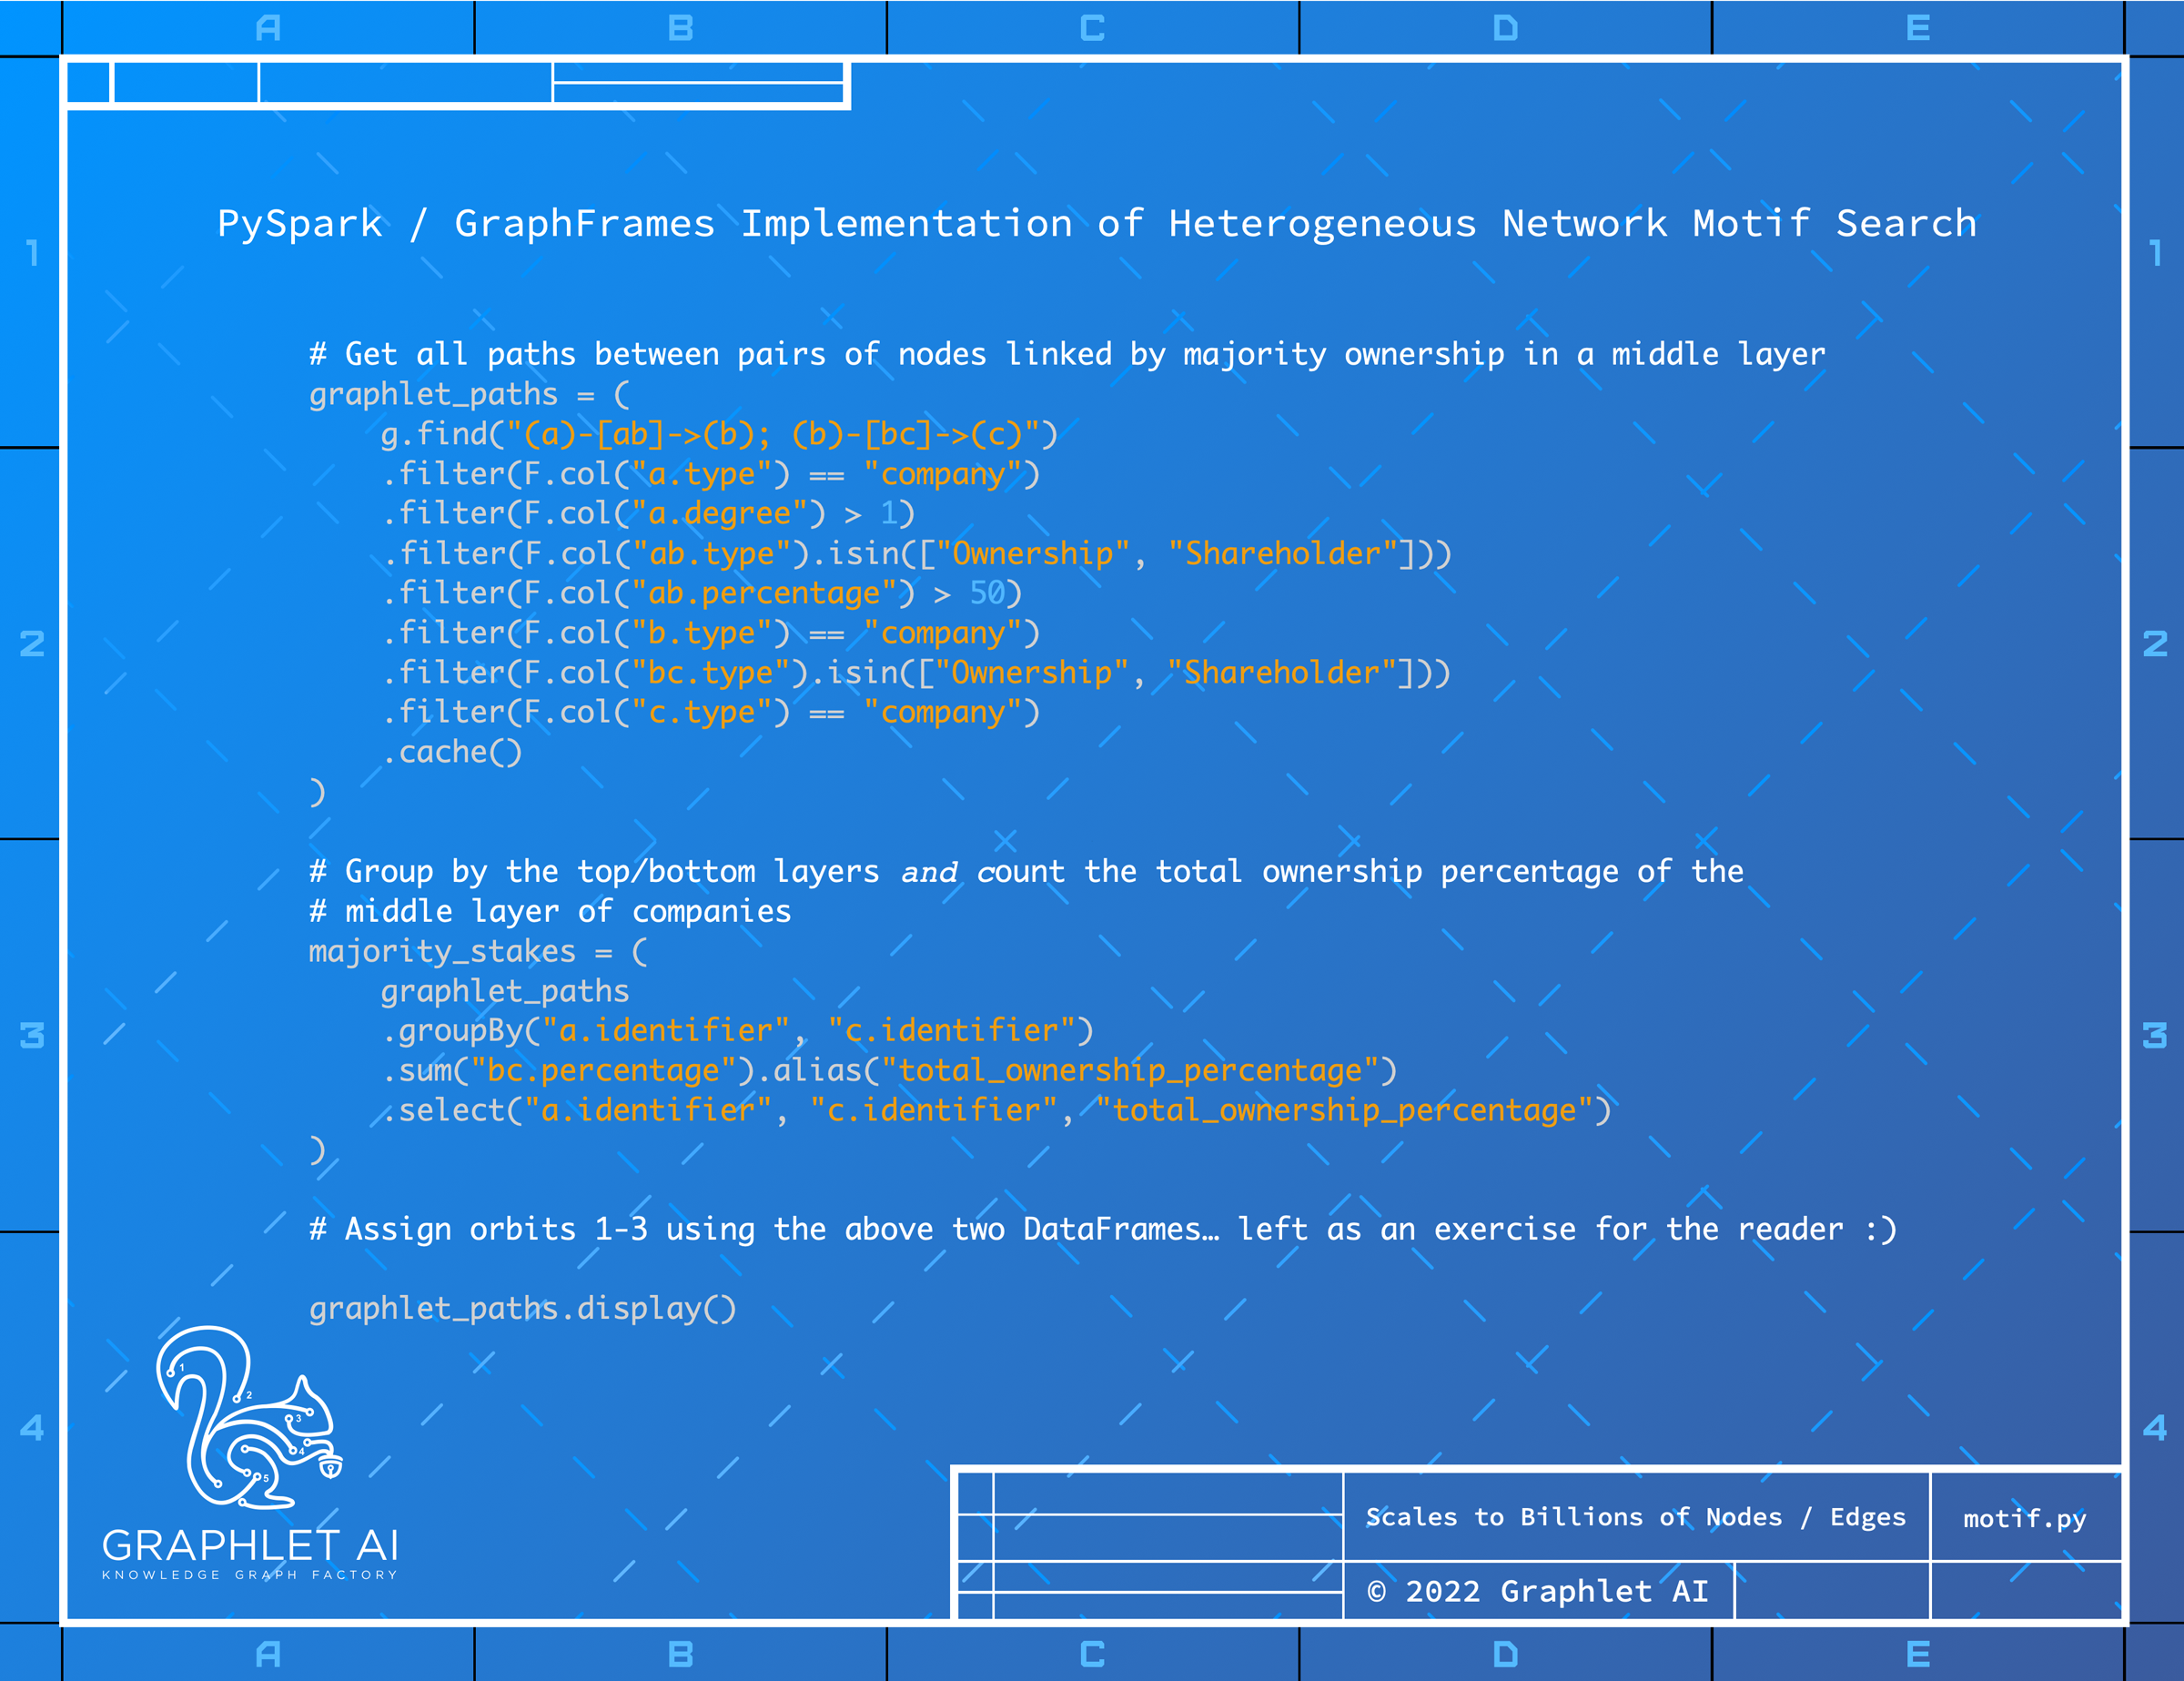 A B C D E
PySpark / GraphFrames Implementation of Heterogeneous Network Motif Search
1 1
# Get all paths between pairs of nodes linked by majority ownership in a middle layer
graphlet_paths = (
    g.find("(a)-[ab]->(b); (b)-[bc]->(c)")
    .filter(F.col("a.type") == "company")
    .filter(F.col("a.degree") > 1)
    .filter(F.col("ab.type").isin(["Ownership", "Shareholder"]))
    .filter(F.col("ab.percentage") > 50)
    .filter(F.col("b.type") == "company")
2 2
    .filter(F.col("bc.type").isin(["Ownership", "Shareholder"]))
    .filter(F.col("c.type") == "company")
    .cache()
)
# Group by the top/bottom layers and count the total ownership percentage of the
# middle layer of companies
majority_stakes = (
    graphlet_paths
    .groupBy("a.identifier", "c.identifier")
3 3
    .sum("bc.percentage").alias("total_ownership_percentage")
    .select("a.identifier", "c.identifier", "total_ownership_percentage")
)
# Assign orbits 1-3 using the above two DataFrames… left as an exercise for the reader :)
graphlet_paths.display()
1
2
3
4 4
4
5
GRAPHLET AI
KNOWLEDGE GRAPH FACTORY
Scales to Billions of Nodes / Edges
motif.py
© 2022 Graphlet AI
A B C D E